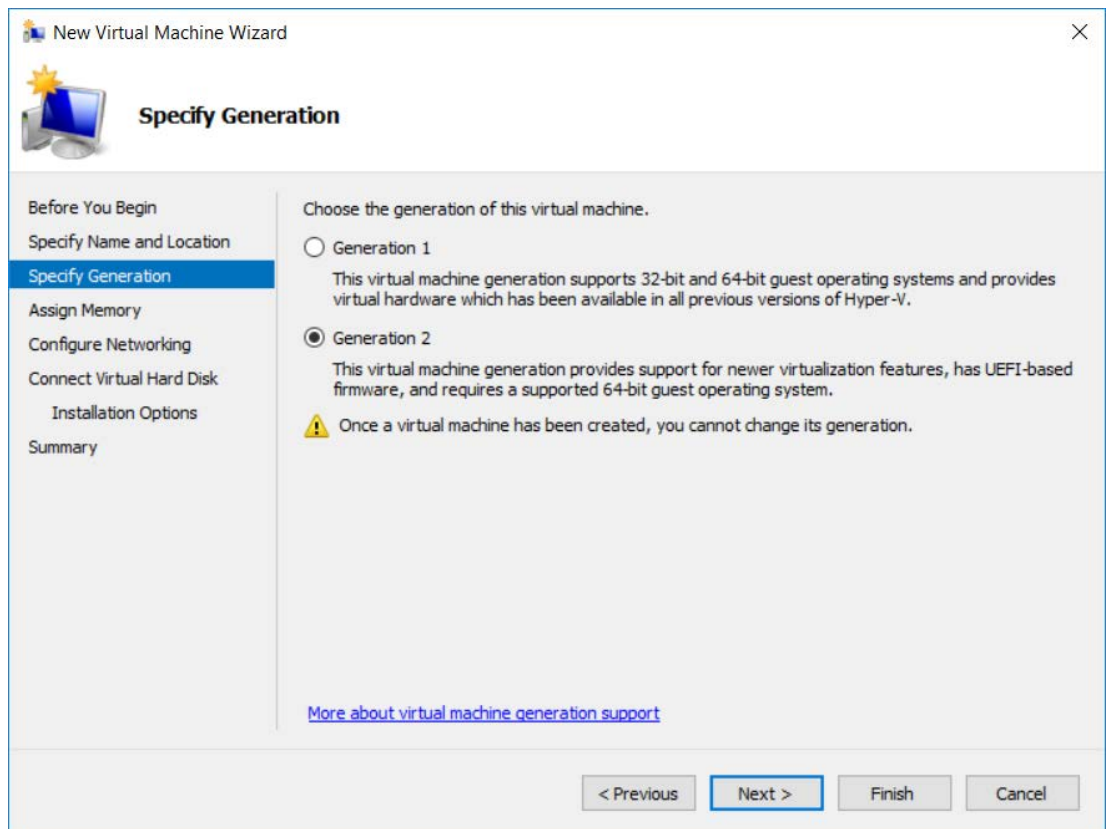 New Virtual Machine Wizard
Specify Generation
Before You Begin
Specify Name and Location
Specify Generation
Assign Memory
Configure Networking
Connect Virtual Hard Disk
Installation Options
Summary
Choose the generation of this virtual machine.
Generation 1
This virtual machine generation supports 32-bit and 64-bit guest operating systems and provides
virtual hardware which has been available in all previous versions of Hyper-V.
Generation 2
This virtual machine generation provides support for newer virtualization features, has UEFI-based
firmware, and requires a supported 64-bit guest operating system.
Once a virtual machine has been created, you cannot change its generation.
More about virtual machine generation support
< Previous
Next >
Finish
Cancel